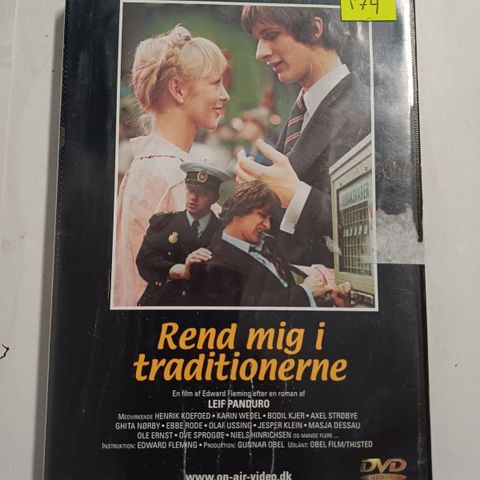 574
Rend mig i
traditionerne
En film af Edward Fleming efter en roman af
LEIF PANDURO
MEDVIRKENDE HENRIK KOEFOED • KARIN WEDEL • BODIL KJER • AXEL STRØBYE
GHITA NØRBY • EBBE RODE • OLAF USSING • JESPER KLEIN • MASJA DESSAU
OLE ERNST • OVE SPROGØE • NIELS HINRICHSEN OG MANGE FLERE ...
INSTRUKTION: EDWARD FLEMING • PRODUKTION: GUNNAR OBEL • UDLÅNT: OBEL FILM/THISTED
www.on-air-video.dk
DVD